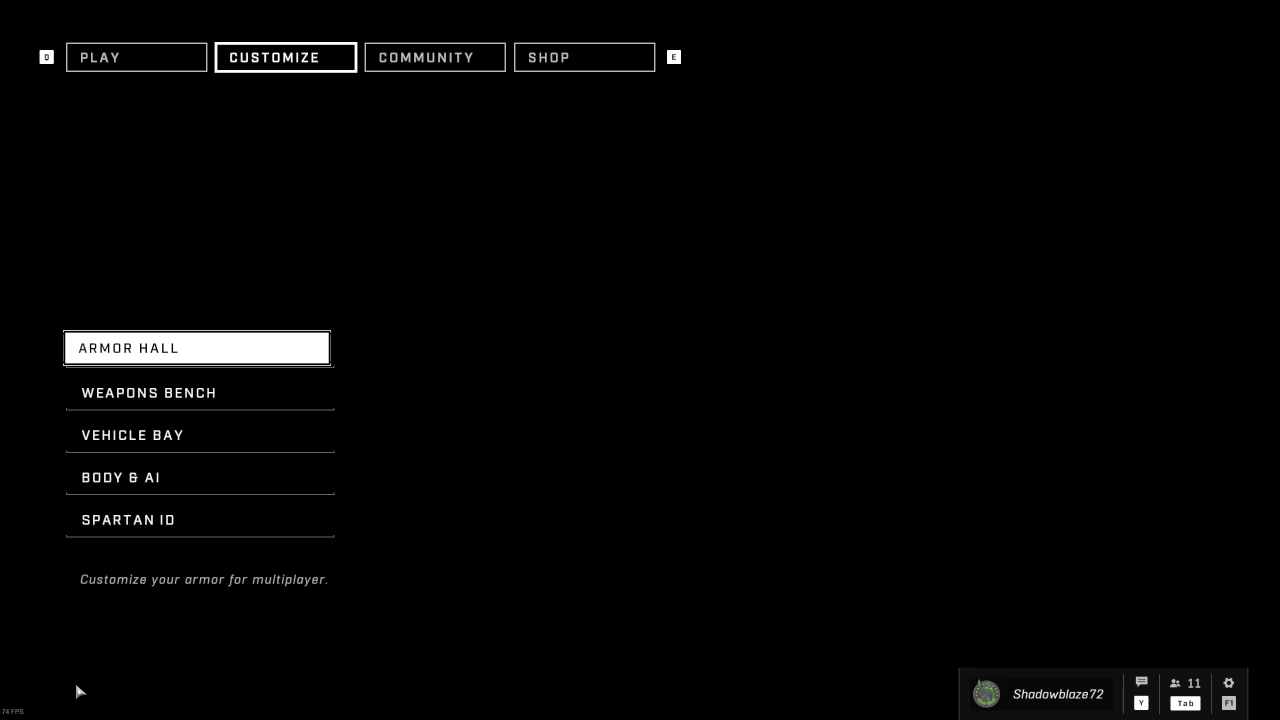 Q
PLAY
CUSTOMIZE
COMMUNITY
SHOP
E
ARMOR HALL
WEAPONS BENCH
VEHICLE BAY
BODY & AI
SPARTAN ID
Customize your armor for multiplayer.
Shadowblaze72
11
Y
Tab
F1
74 FPS